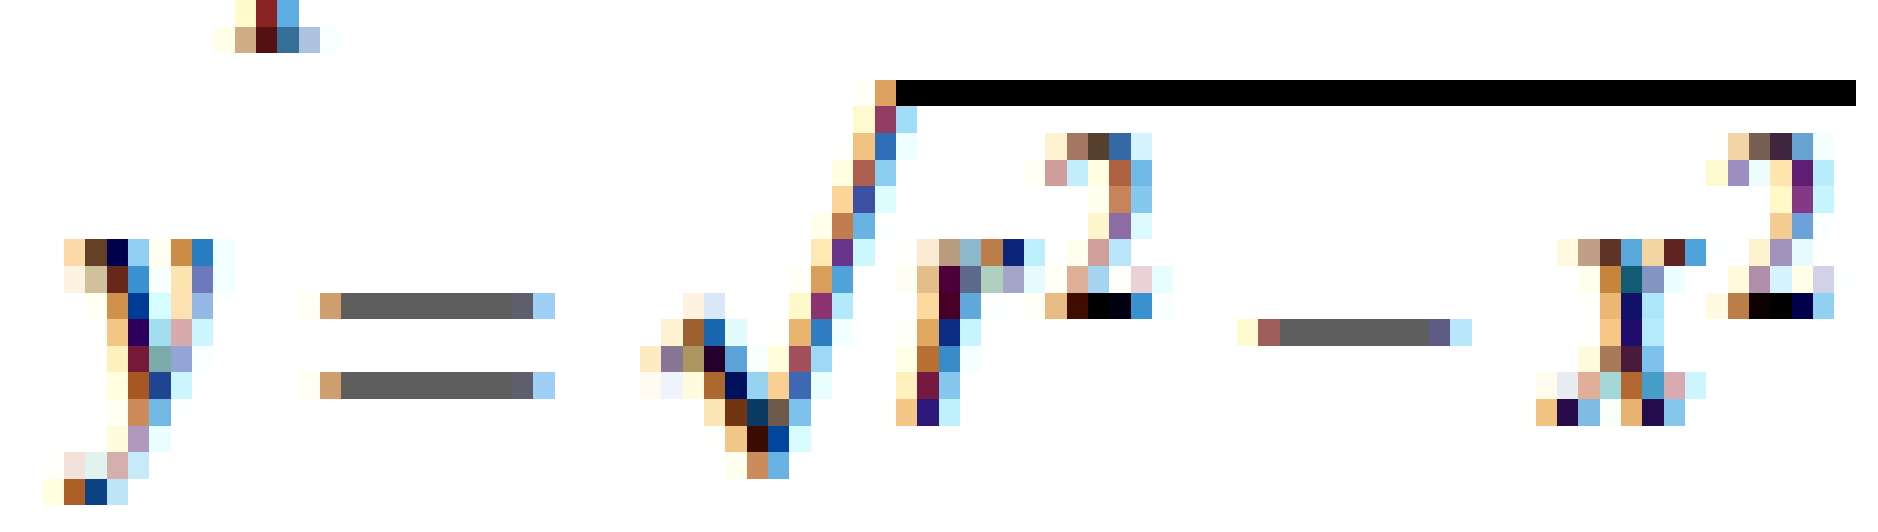 y = √(r² − x²)